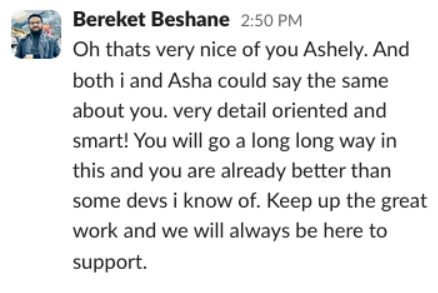 Bereket Beshane 2:50 PM
Oh thats very nice of you Ashely. And
both i and Asha could say the same
about you. very detail oriented and
smart! You will go a long long way in
this and you are already better than
some devs i know of. Keep up the great
work and we will always be here to
support.